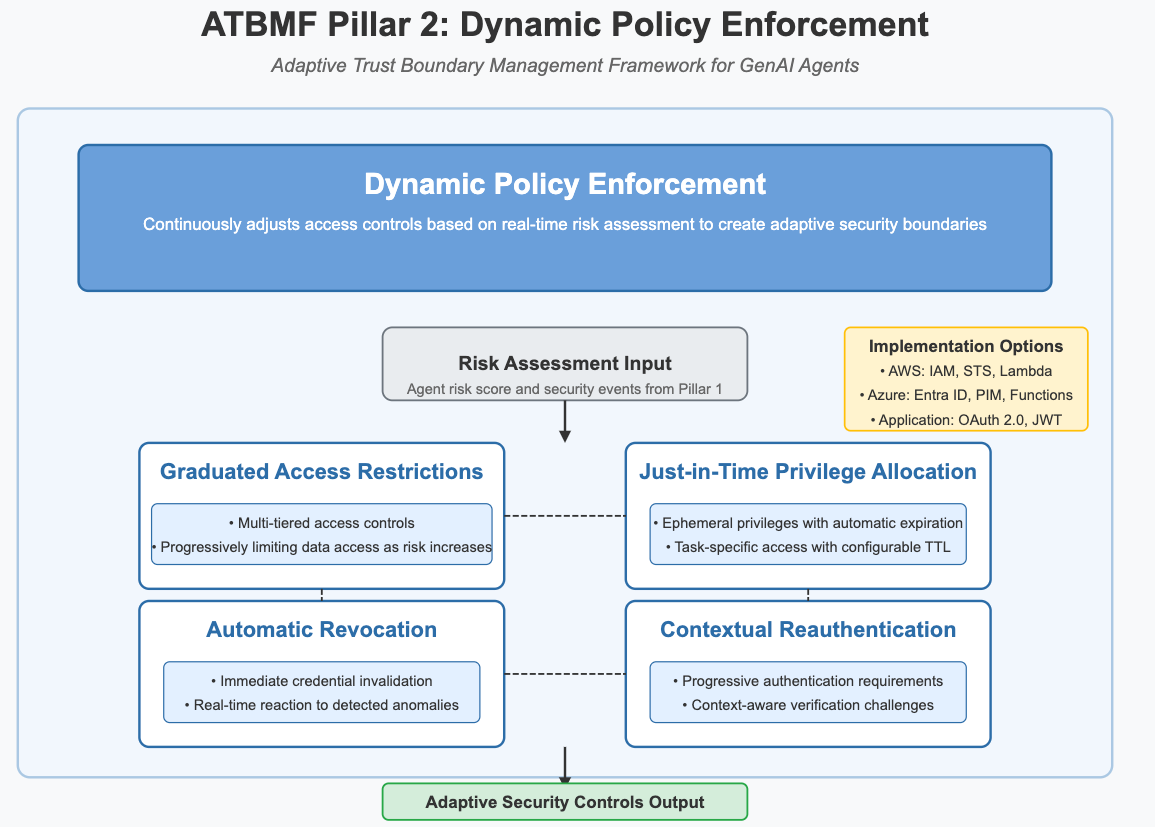 ATBMF Pillar 2: Dynamic Policy Enforcement
Adaptive Trust Boundary Management Framework for GenAI Agents
Dynamic Policy Enforcement
Continuously adjusts access controls based on real-time risk assessment to create adaptive security boundaries
Risk Assessment Input
Agent risk score and security events from Pillar 1
Implementation Options
• AWS: IAM, STS, Lambda
• Azure: Entra ID, PIM, Functions
• Application: OAuth 2.0, JWT
Graduated Access Restrictions
• Multi-tiered access controls
• Progressively limiting data access as risk increases
Just-in-Time Privilege Allocation
• Ephemeral privileges with automatic expiration
• Task-specific access with configurable TTL
Automatic Revocation
• Immediate credential invalidation
• Real-time reaction to detected anomalies
Contextual Reauthentication
• Progressive authentication requirements
• Context-aware verification challenges
Adaptive Security Controls Output